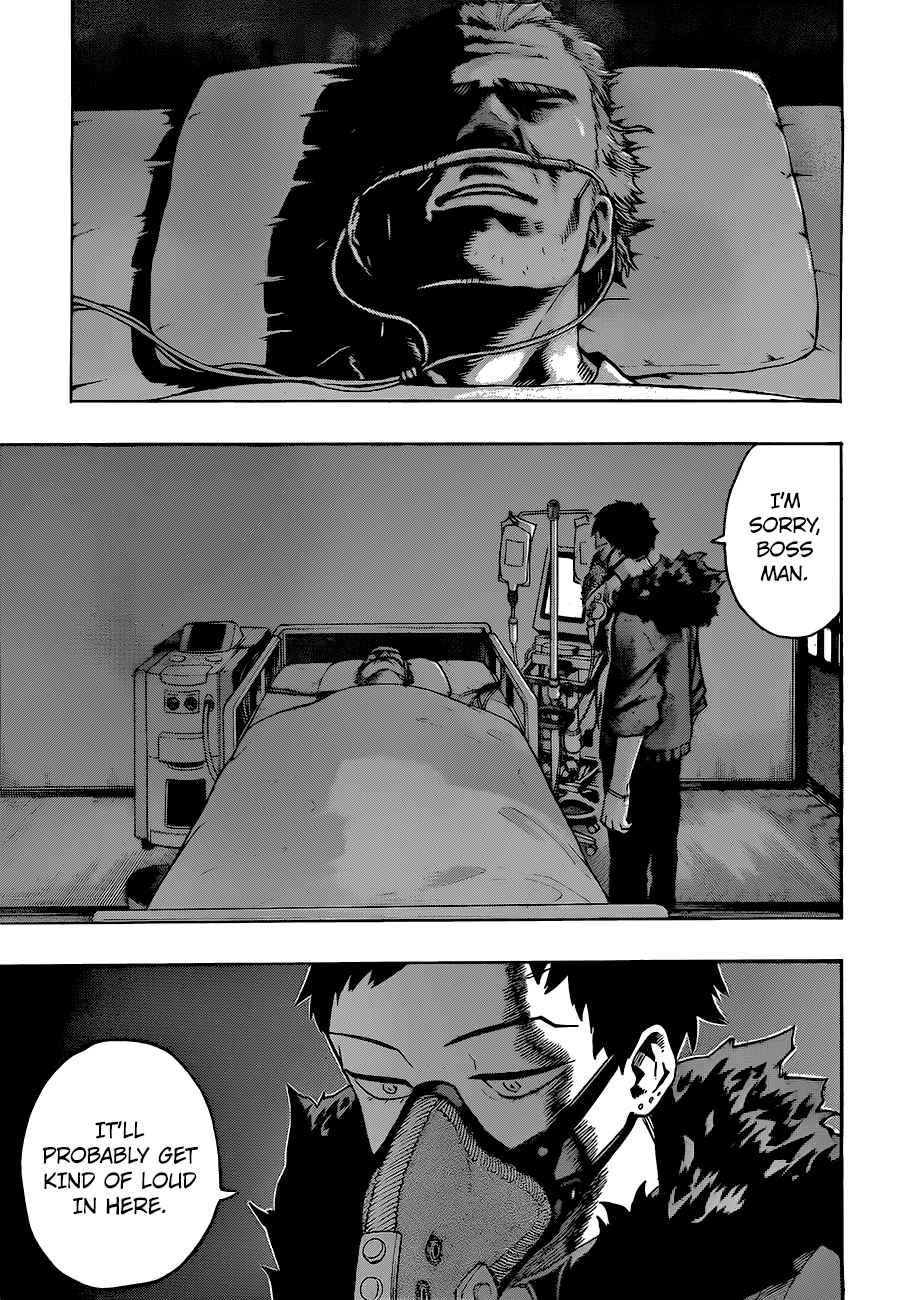 I'M
SORRY,
BOSS
MAN.
IT'LL
PROBABLY GET
KIND OF LOUD
IN HERE.